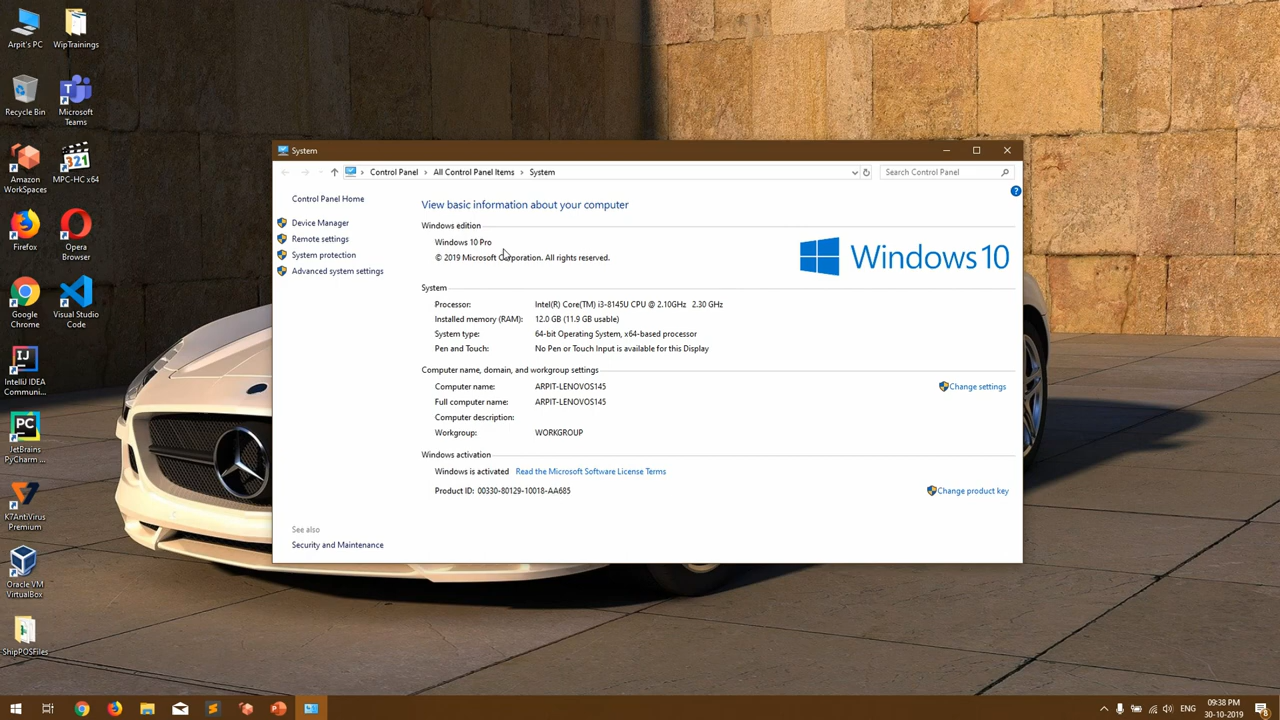 Arpit's PC
WipTrainings
Recycle Bin
Microsoft
Teams
Amazon
WorkSpaces
321
MPC-HC x64
Firefox
Opera
Browser
Google
Chrome
Visual Studio
Code
IJ
IntelliJ IDEA
Communi...
PC
JetBrains
PyCharm ...
K7AntiVirus
Premium
Oracle VM
VirtualBox
ShipPOSFiles
System
Control Panel
All Control Panel Items
System
Search Control Panel
Control Panel Home
Device Manager
Remote settings
System protection
Advanced system settings
See also
Security and Maintenance
View basic information about your computer
Windows edition
Windows 10 Pro
© 2019 Microsoft Corporation. All rights reserved.
Windows 10
System
Processor: Intel(R) Core(TM) i3-8145U CPU @ 2.10GHz 2.30 GHz
Installed memory (RAM): 12.0 GB (11.9 GB usable)
System type: 64-bit Operating System, x64-based processor
Pen and Touch: No Pen or Touch Input is available for this Display
Computer name, domain, and workgroup settings
Computer name: ARPIT-LENOVOS145
Change settings
Full computer name: ARPIT-LENOVOS145
Computer description:
Workgroup: WORKGROUP
Windows activation
Windows is activated Read the Microsoft Software License Terms
Product ID: 00330-80129-10018-AA685
Change product key
ENG
09:38 PM
30-10-2019
8